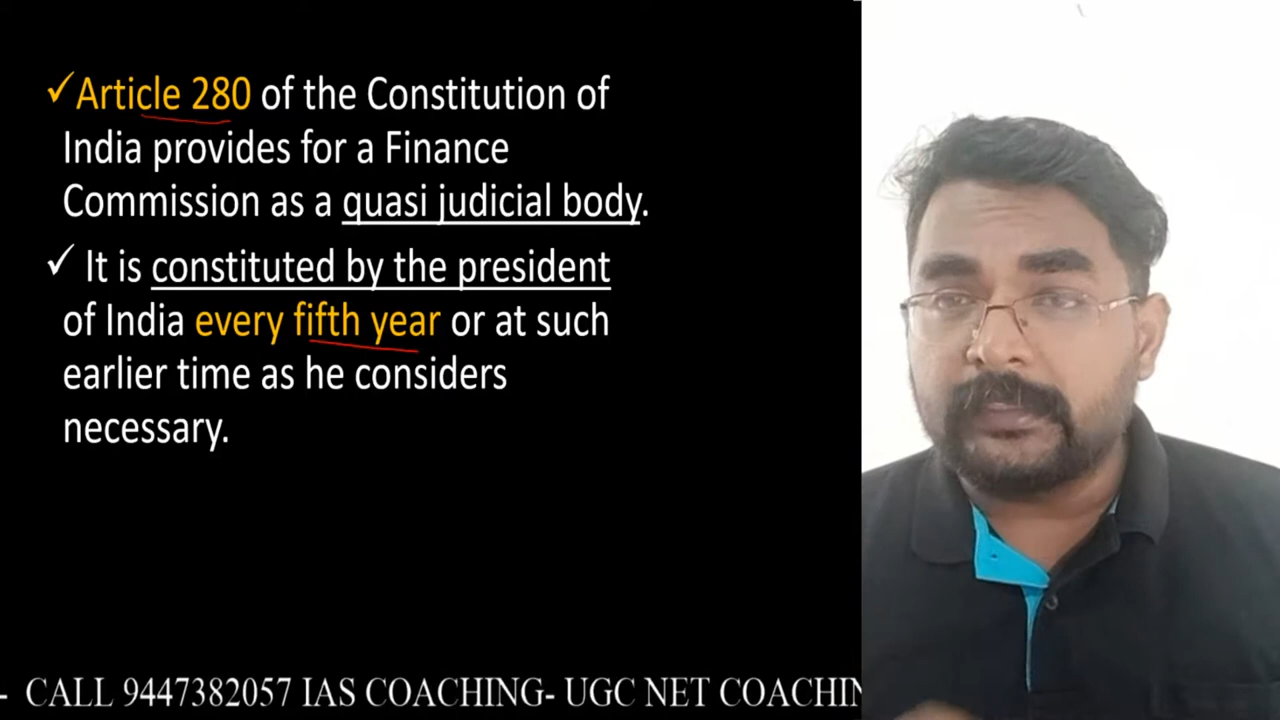 ✓Article 280 of the Constitution of
India provides for a Finance
Commission as a quasi judicial body.
✓ It is constituted by the president
of India every fifth year or at such
earlier time as he considers
necessary.
- CALL 9447382057 IAS COACHING- UGC NET COACHIN